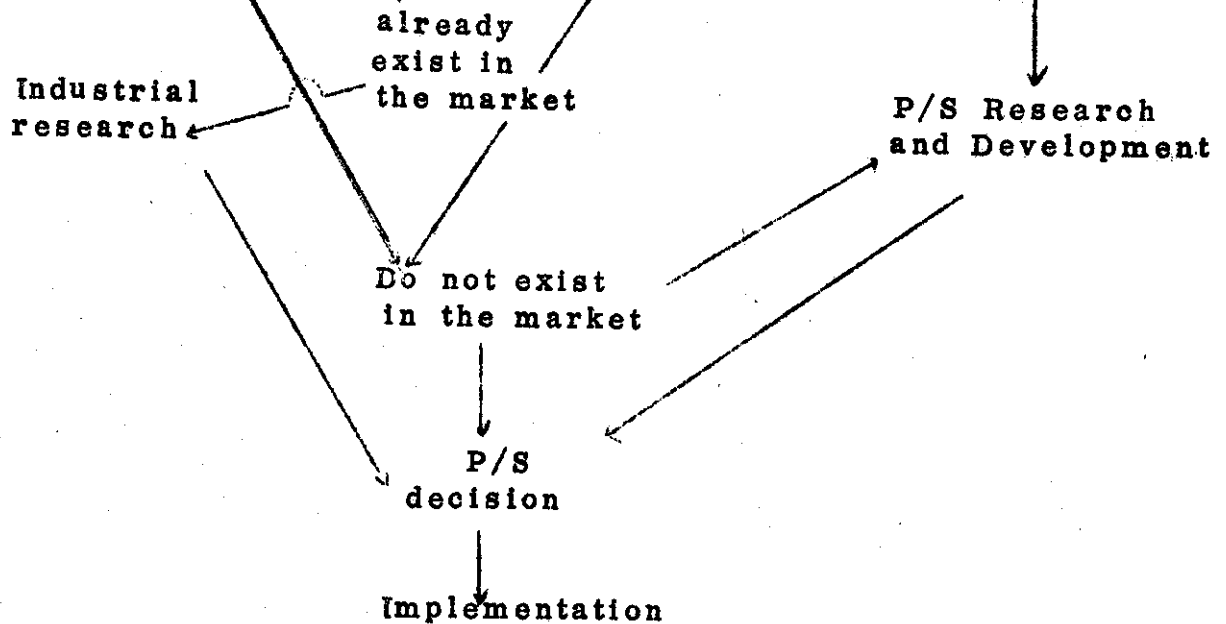 already
exist in
the market
Industrial
research
P/S Research
and Development
Do not exist
in the market
P/S
decision
Implementation